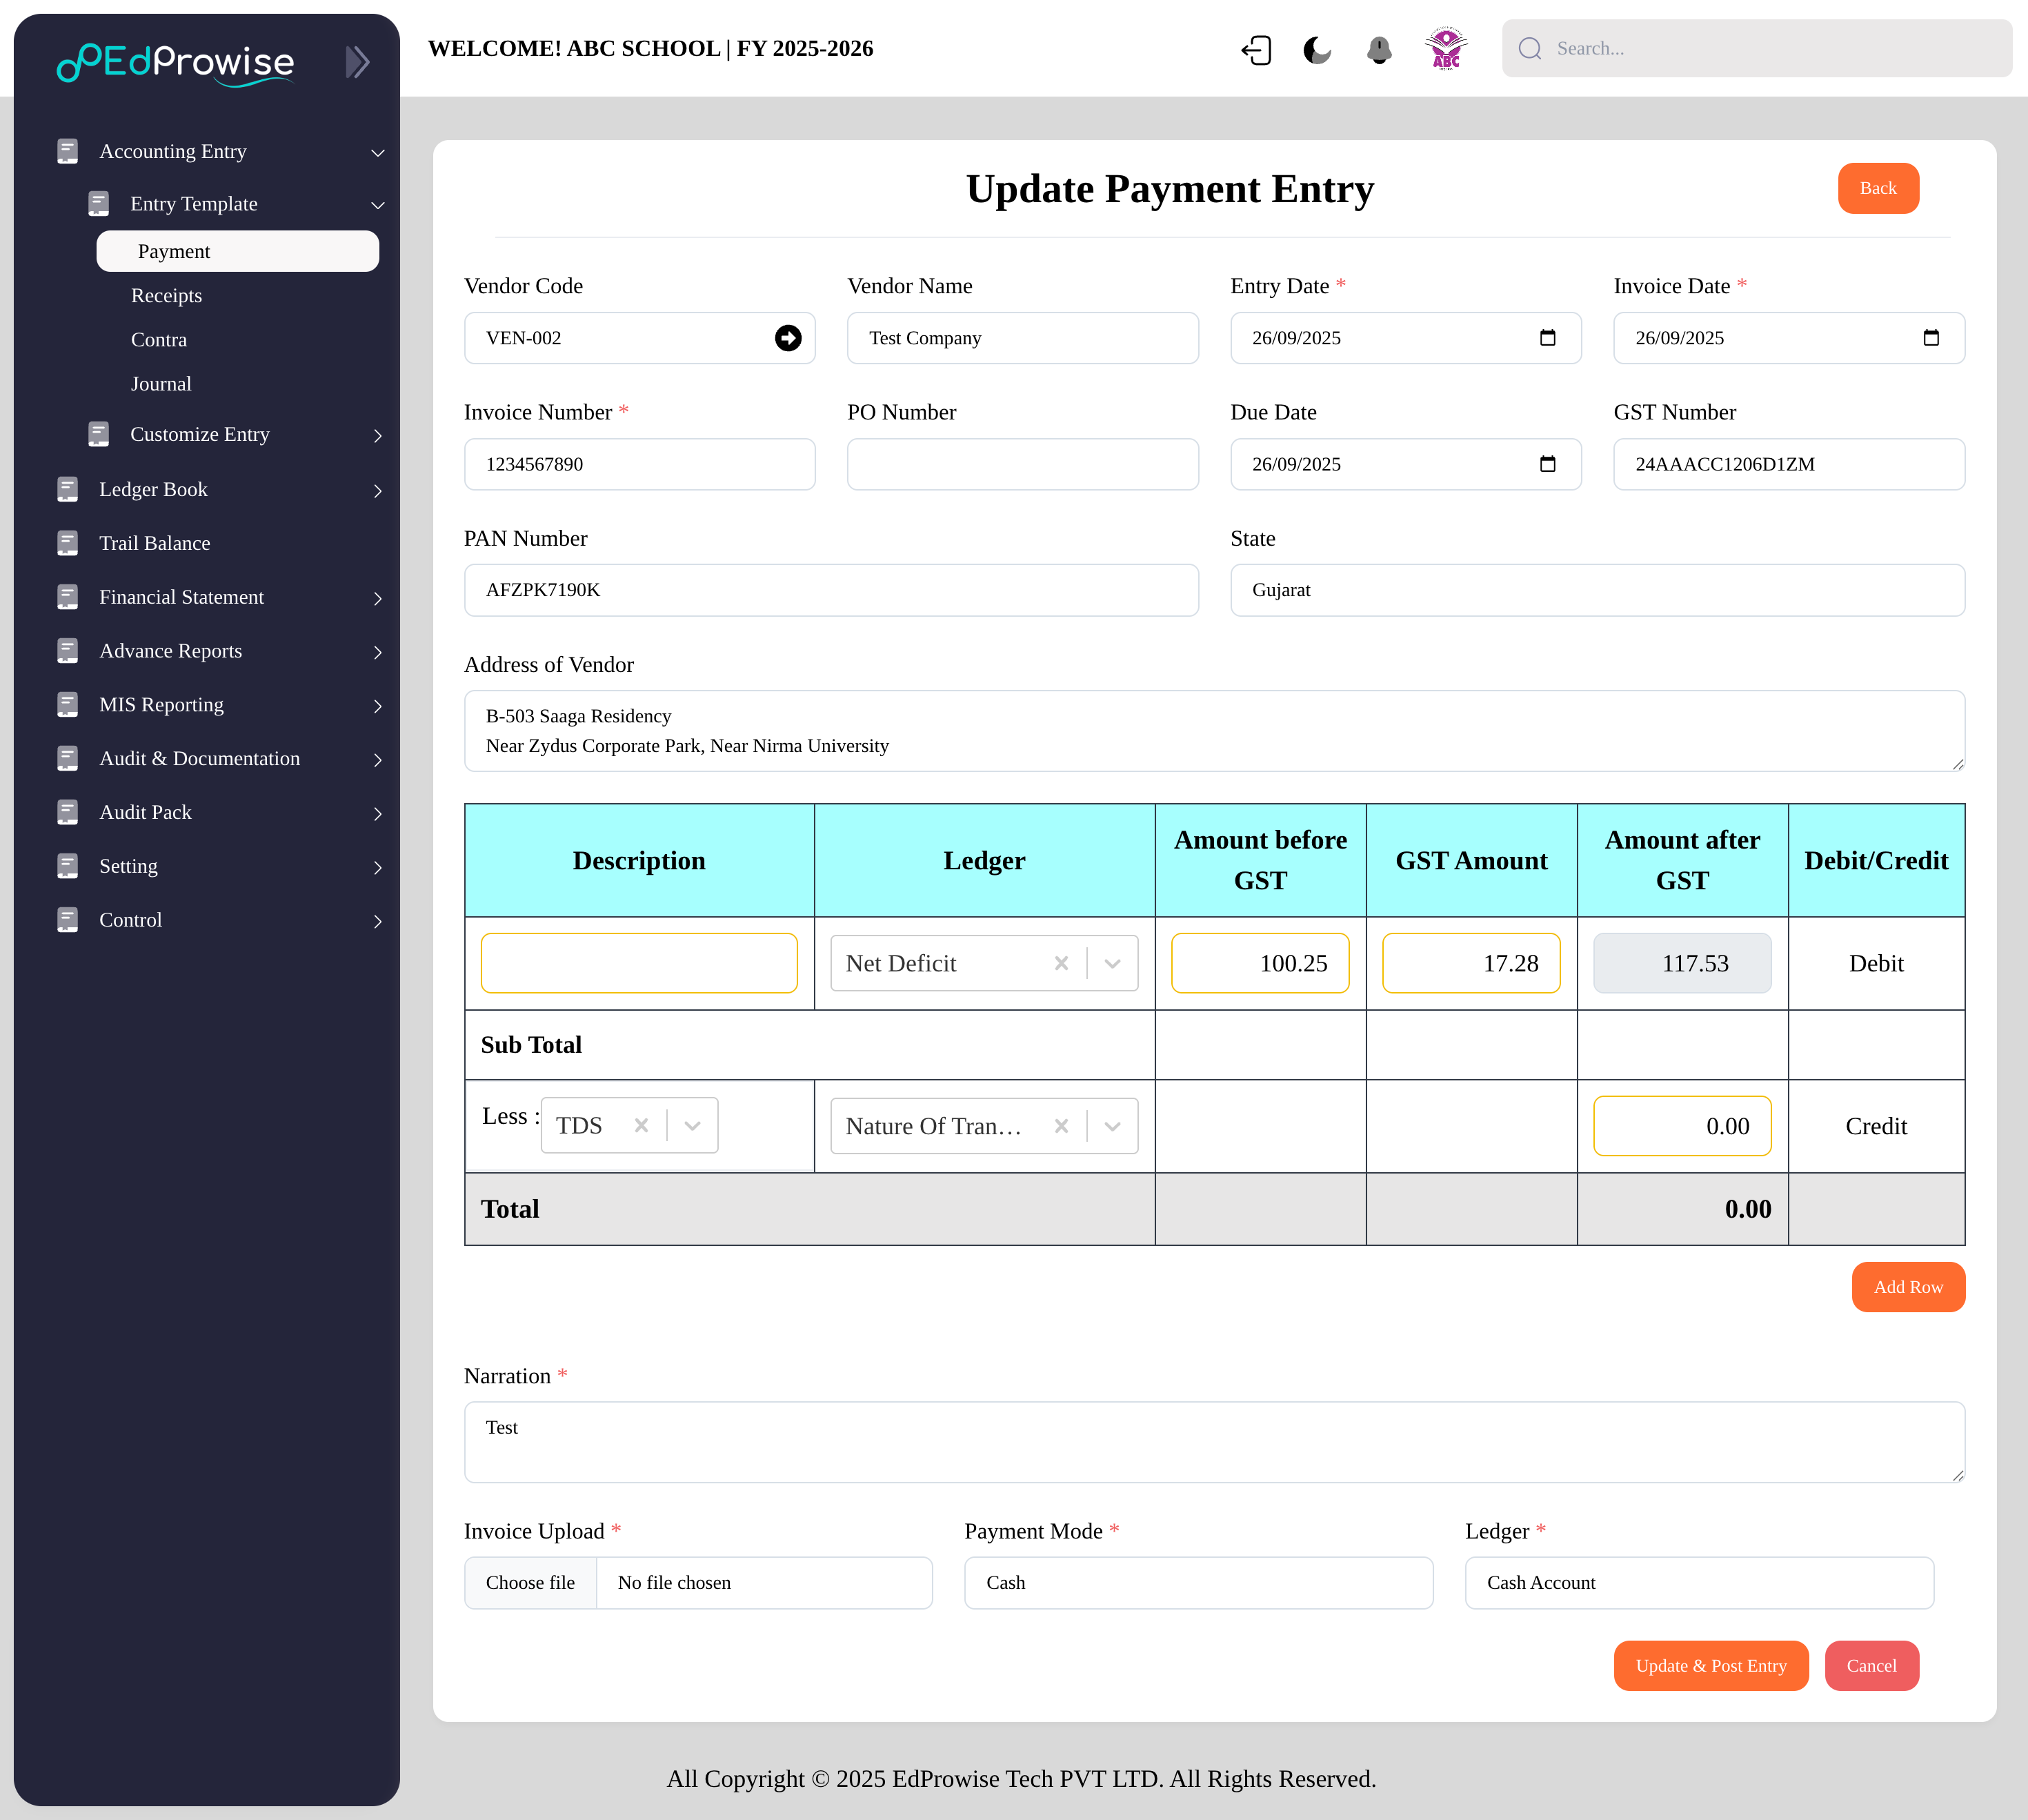 EdProwise
WELCOME! ABC SCHOOL | FY 2025-2026
ABC
Search...
Accounting Entry
Entry Template
Payment
Receipts
Contra
Journal
Customize Entry
Ledger Book
Trail Balance
Financial Statement
Advance Reports
MIS Reporting
Audit & Documentation
Audit Pack
Setting
Control
Update Payment Entry
Back
Vendor Code
Vendor Name
Entry Date *
Invoice Date *
VEN-002
Test Company
26/09/2025
26/09/2025
Invoice Number *
PO Number
Due Date
GST Number
1234567890
26/09/2025
24AAACC1206D1ZM
PAN Number
State
AFZPK7190K
Gujarat
Address of Vendor
B-503 Saaga Residency
Near Zydus Corporate Park, Near Nirma University
Description
Ledger
Amount before
GST
GST Amount
Amount after
GST
Debit/Credit
Net Deficit
100.25
17.28
117.53
Debit
Sub Total
Less :
TDS
Nature Of Tran…
0.00
Credit
Total
0.00
Add Row
Narration *
Test
Invoice Upload *
Payment Mode *
Ledger *
Choose file
No file chosen
Cash
Cash Account
Update & Post Entry
Cancel
All Copyright © 2025 EdProwise Tech PVT LTD. All Rights Reserved.